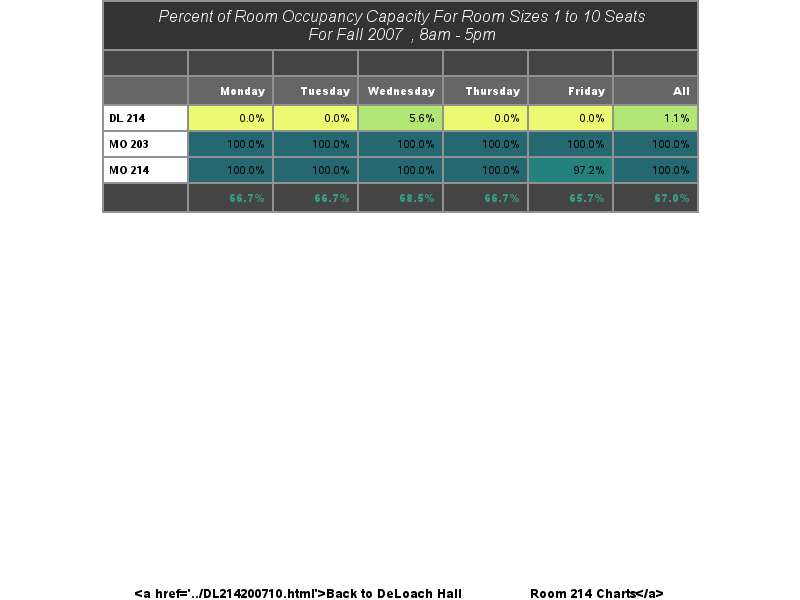 Percent of Room Occupancy Capacity For Room Sizes 1 to 10 Seats
For Fall 2007 , 8am - 5pm
Monday Tuesday Wednesday Thursday Friday All
DL 214 0.0% 0.0% 5.6% 0.0% 0.0% 1.1%
MO 203 100.0% 100.0% 100.0% 100.0% 100.0% 100.0%
MO 214 100.0% 100.0% 100.0% 100.0% 97.2% 100.0%
66.7% 66.7% 68.5% 66.7% 65.7% 67.0%
<a href='../DL214200710.html'>Back to DeLoach Hall Room 214 Charts</a>